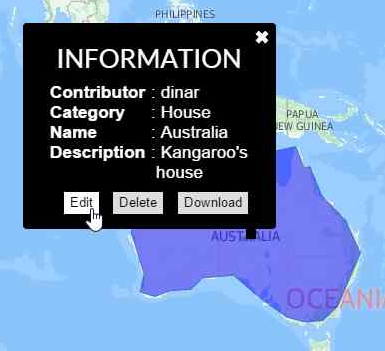 PHILIPPINES
INFORMATION
Contributor : dinar
Category : House
Name : Australia
Description : Kangaroo's
house
Edit Delete Download
PAPUA
NEW GUINEA
AUSTRALIA
OCEANIA